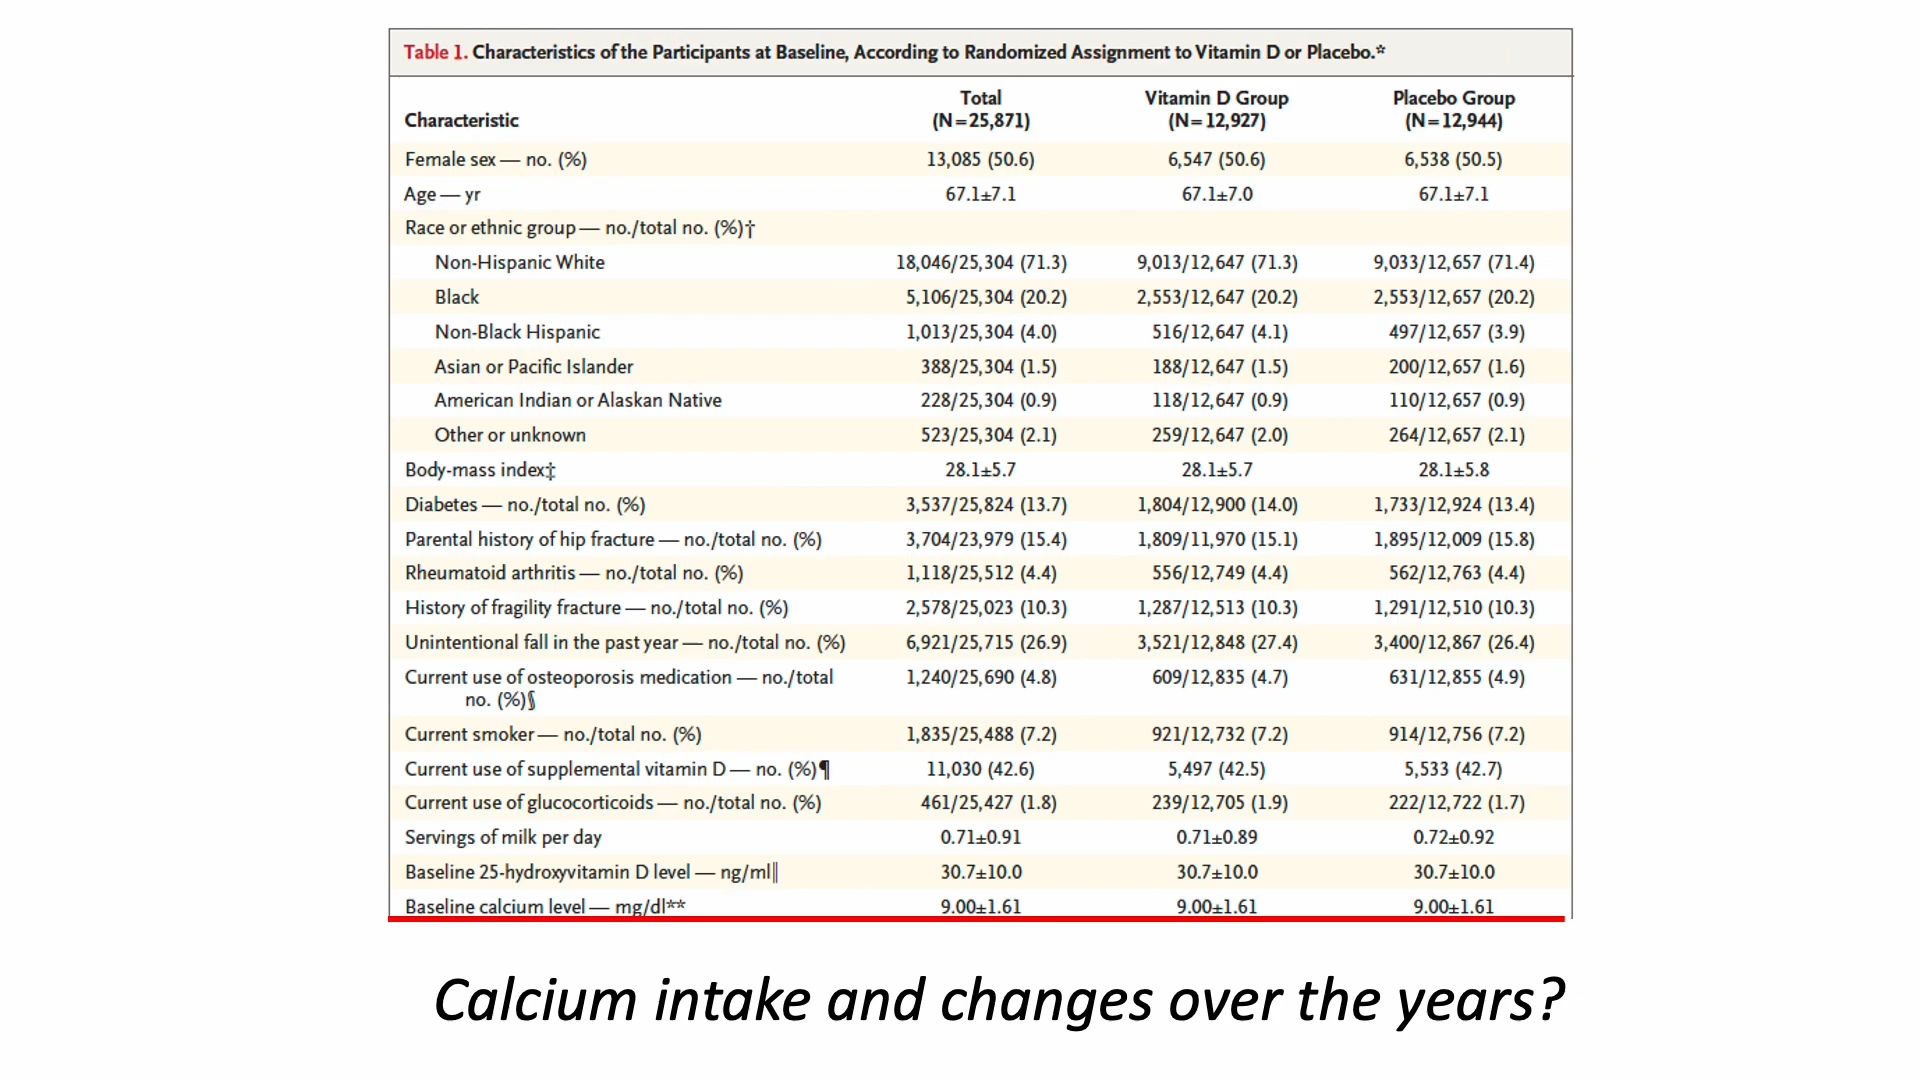 Table 1. Characteristics of the Participants at Baseline, According to Randomized Assignment to Vitamin D or Placebo.*
Characteristic Total (N=25,871) Vitamin D Group (N=12,927) Placebo Group (N=12,944)
Female sex — no. (%) 13,085 (50.6) 6,547 (50.6) 6,538 (50.5)
Age — yr 67.1±7.1 67.1±7.0 67.1±7.1
Race or ethnic group — no./total no. (%)†
Non-Hispanic White 18,046/25,304 (71.3) 9,013/12,647 (71.3) 9,033/12,657 (71.4)
Black 5,106/25,304 (20.2) 2,553/12,647 (20.2) 2,553/12,657 (20.2)
Non-Black Hispanic 1,013/25,304 (4.0) 516/12,647 (4.1) 497/12,657 (3.9)
Asian or Pacific Islander 388/25,304 (1.5) 188/12,647 (1.5) 200/12,657 (1.6)
American Indian or Alaskan Native 228/25,304 (0.9) 118/12,647 (0.9) 110/12,657 (0.9)
Other or unknown 523/25,304 (2.1) 259/12,647 (2.0) 264/12,657 (2.1)
Body-mass index‡ 28.1±5.7 28.1±5.7 28.1±5.8
Diabetes — no./total no. (%) 3,537/25,824 (13.7) 1,804/12,900 (14.0) 1,733/12,924 (13.4)
Parental history of hip fracture — no./total no. (%) 3,704/23,979 (15.4) 1,809/11,970 (15.1) 1,895/12,009 (15.8)
Rheumatoid arthritis — no./total no. (%) 1,118/25,512 (4.4) 556/12,749 (4.4) 562/12,763 (4.4)
History of fragility fracture — no./total no. (%) 2,578/25,023 (10.3) 1,287/12,513 (10.3) 1,291/12,510 (10.3)
Unintentional fall in the past year — no./total no. (%) 6,921/25,715 (26.9) 3,521/12,848 (27.4) 3,400/12,867 (26.4)
Current use of osteoporosis medication — no./total 1,240/25,690 (4.8) 609/12,835 (4.7) 631/12,855 (4.9)
no. (%)§
Current smoker — no./total no. (%) 1,835/25,488 (7.2) 921/12,732 (7.2) 914/12,756 (7.2)
Current use of supplemental vitamin D — no. (%)¶ 11,030 (42.6) 5,497 (42.5) 5,533 (42.7)
Current use of glucocorticoids — no./total no. (%) 461/25,427 (1.8) 239/12,705 (1.9) 222/12,722 (1.7)
Servings of milk per day 0.71±0.91 0.71±0.89 0.72±0.92
Baseline 25-hydroxyvitamin D level — ng/ml‖ 30.7±10.0 30.7±10.0 30.7±10.0
Baseline calcium level — mg/dl** 9.00±1.61 9.00±1.61 9.00±1.61
Calcium intake and changes over the years?